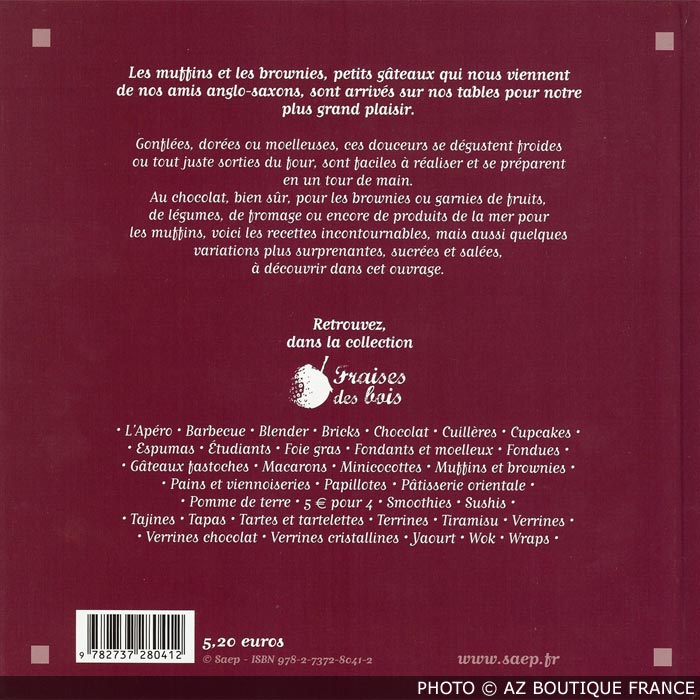 Les muffins et les brownies, petits gâteaux qui nous viennent
de nos amis anglo-saxons, sont arrivés sur nos tables pour notre
plus grand plaisir.
Gonflées, dorées ou moelleuses, ces douceurs se dégustent froides
ou tout juste sorties du four, sont faciles à réaliser et se préparent
en un tour de main.
Au chocolat, bien sûr, pour les brownies ou garnies de fruits,
de légumes, de fromage ou encore de produits de la mer pour
les muffins, voici les recettes incontournables, mais aussi quelques
variations plus surprenantes, sucrées et salées,
à découvrir dans cet ouvrage.
Retrouvez,
dans la collection
Fraises
des bois
· L'Apéro · Barbecue · Blender · Bricks · Chocolat · Cuillères · Cupcakes ·
· Espumas · Étudiants · Foie gras · Fondants et moelleux · Fondues ·
· Gâteaux fastoches · Macarons · Minicocottes · Muffins et brownies ·
· Pains et viennoiseries · Papillotes · Pâtisserie orientale ·
· Pomme de terre · 5 € pour 4 · Smoothies · Sushis ·
· Tajines · Tapas · Tartes et tartelettes · Terrines · Tiramisu · Verrines ·
· Verrines chocolat · Verrines cristallines · Yaourt · Wok · Wraps ·
9 782737 280412
5,20 euros
© Saep - ISBN 978-2-7372-8041-2
www.saep.fr
PHOTO © AZ BOUTIQUE FRANCE